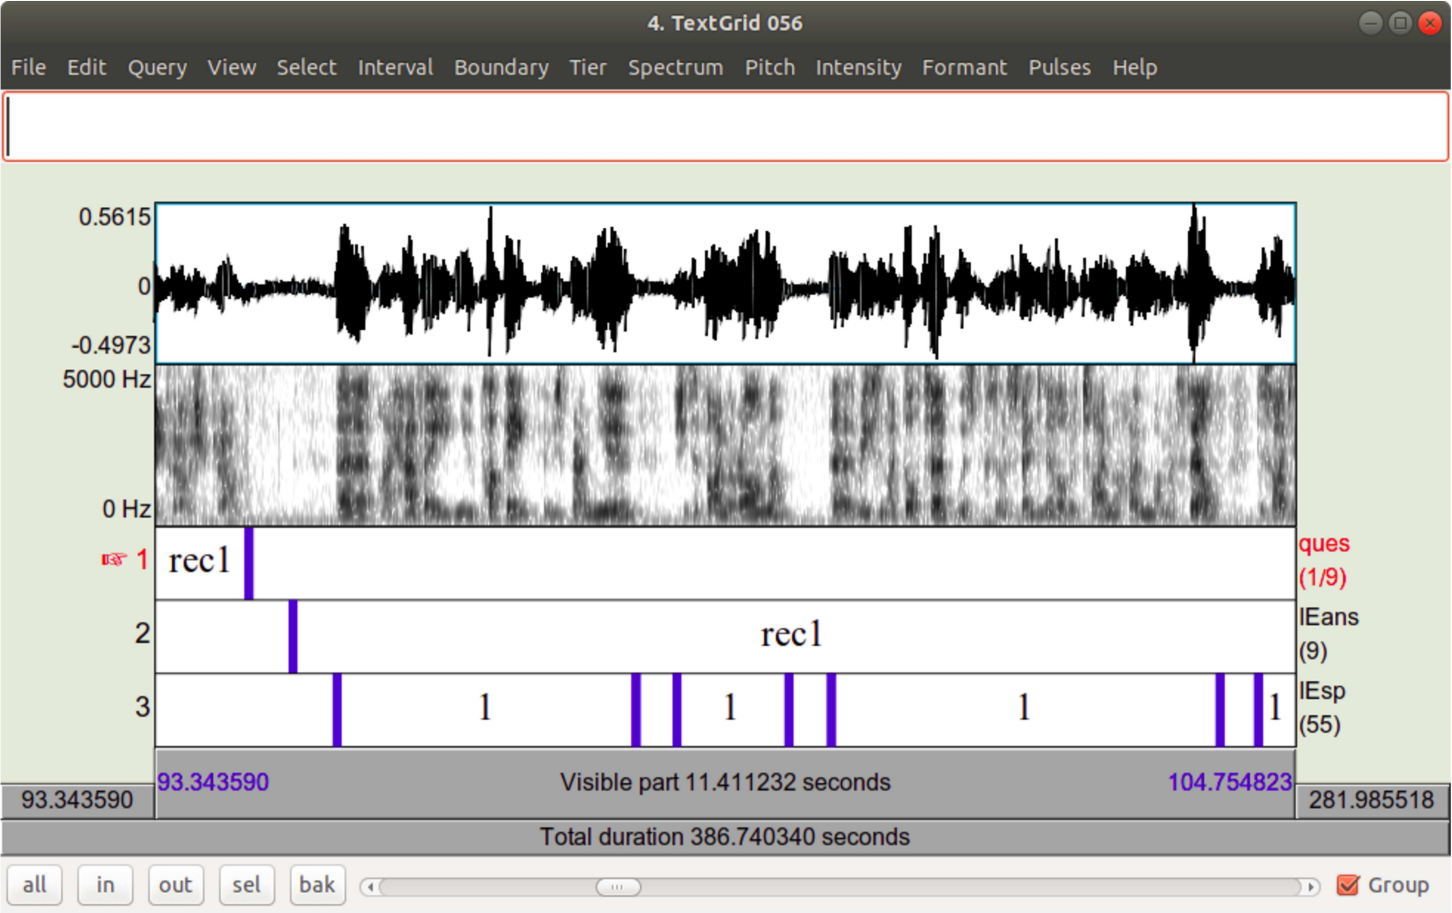 4. TextGrid 056
File Edit Query View Select Interval Boundary Tier Spectrum Pitch Intensity Formant Pulses Help
0.5615
0
-0.4973
5000 Hz
0 Hz
☞ 1 rec1 ques
(1/9)
2 rec1 lEans
(9)
3 1 1 1 1 lEsp
(55)
93.343590 Visible part 11.411232 seconds 104.754823
93.343590 281.985518
Total duration 386.740340 seconds
all in out sel bak Group